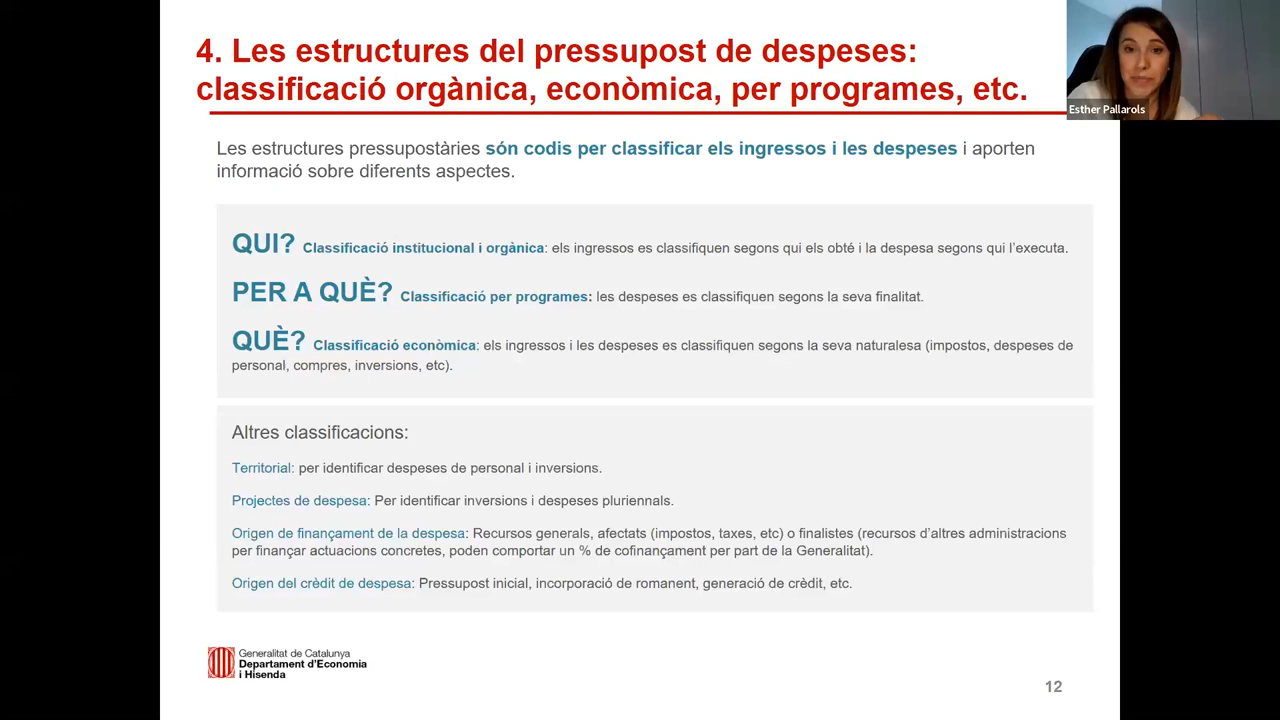 4. Les estructures del pressupost de despeses:
classificació orgànica, econòmica, per programes, etc.
Esther Pallarols
Les estructures pressupostàries són codis per classificar els ingressos i les despeses i aporten
informació sobre diferents aspectes.
QUI? Classificació institucional i orgànica: els ingressos es classifiquen segons qui els obté i la despesa segons qui l'executa.
PER A QUÈ? Classificació per programes: les despeses es classifiquen segons la seva finalitat.
QUÈ? Classificació econòmica: els ingressos i les despeses es classifiquen segons la seva naturalesa (impostos, despeses de
personal, compres, inversions, etc).
Altres classificacions:
Territorial: per identificar despeses de personal i inversions.
Projectes de despesa: Per identificar inversions i despeses pluriennals.
Origen de finançament de la despesa: Recursos generals, afectats (impostos, taxes, etc) o finalistes (recursos d'altres administracions
per finançar actuacions concretes, poden comportar un % de cofinançament per part de la Generalitat).
Origen del crèdit de despesa: Pressupost inicial, incorporació de romanent, generació de crèdit, etc.
Generalitat de Catalunya
Departament d'Economia
i Hisenda
12